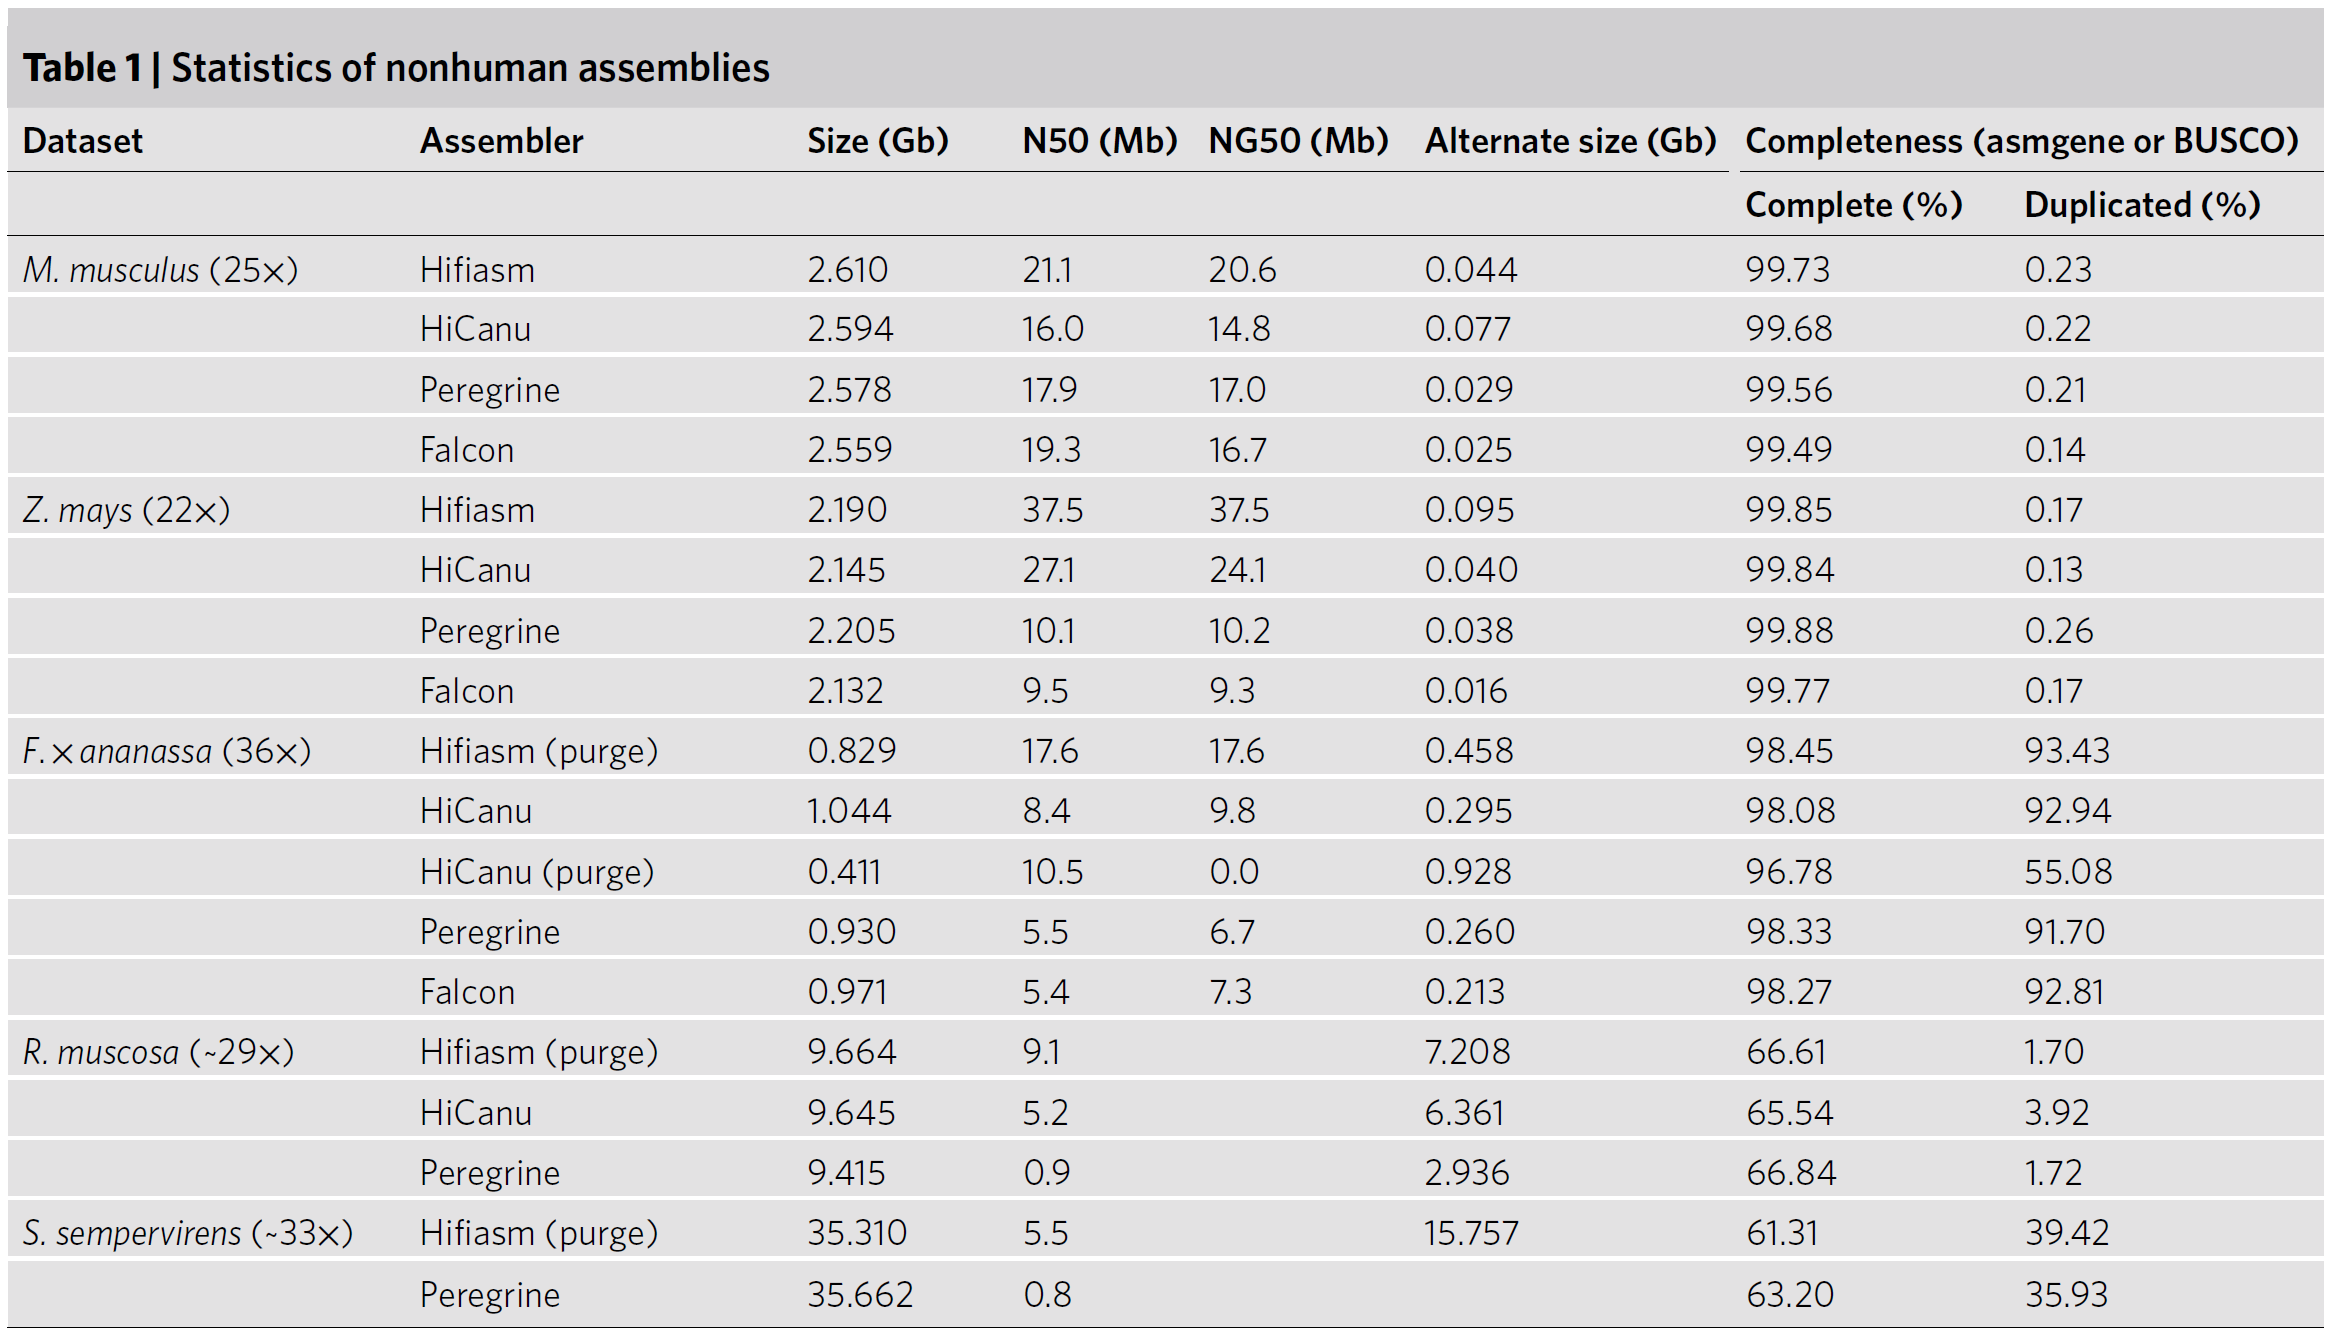 Table 1 | Statistics of nonhuman assemblies
Dataset Assembler Size (Gb) N50 (Mb) NG50 (Mb) Alternate size (Gb) Completeness (asmgene or BUSCO)
Complete (%) Duplicated (%)
M. musculus (25×) Hifiasm 2.610 21.1 20.6 0.044 99.73 0.23
HiCanu 2.594 16.0 14.8 0.077 99.68 0.22
Peregrine 2.578 17.9 17.0 0.029 99.56 0.21
Falcon 2.559 19.3 16.7 0.025 99.49 0.14
Z. mays (22×) Hifiasm 2.190 37.5 37.5 0.095 99.85 0.17
HiCanu 2.145 27.1 24.1 0.040 99.84 0.13
Peregrine 2.205 10.1 10.2 0.038 99.88 0.26
Falcon 2.132 9.5 9.3 0.016 99.77 0.17
F. × ananassa (36×) Hifiasm (purge) 0.829 17.6 17.6 0.458 98.45 93.43
HiCanu 1.044 8.4 9.8 0.295 98.08 92.94
HiCanu (purge) 0.411 10.5 0.0 0.928 96.78 55.08
Peregrine 0.930 5.5 6.7 0.260 98.33 91.70
Falcon 0.971 5.4 7.3 0.213 98.27 92.81
R. muscosa (~29×) Hifiasm (purge) 9.664 9.1 7.208 66.61 1.70
HiCanu 9.645 5.2 6.361 65.54 3.92
Peregrine 9.415 0.9 2.936 66.84 1.72
S. sempervirens (~33×) Hifiasm (purge) 35.310 5.5 15.757 61.31 39.42
Peregrine 35.662 0.8 63.20 35.93